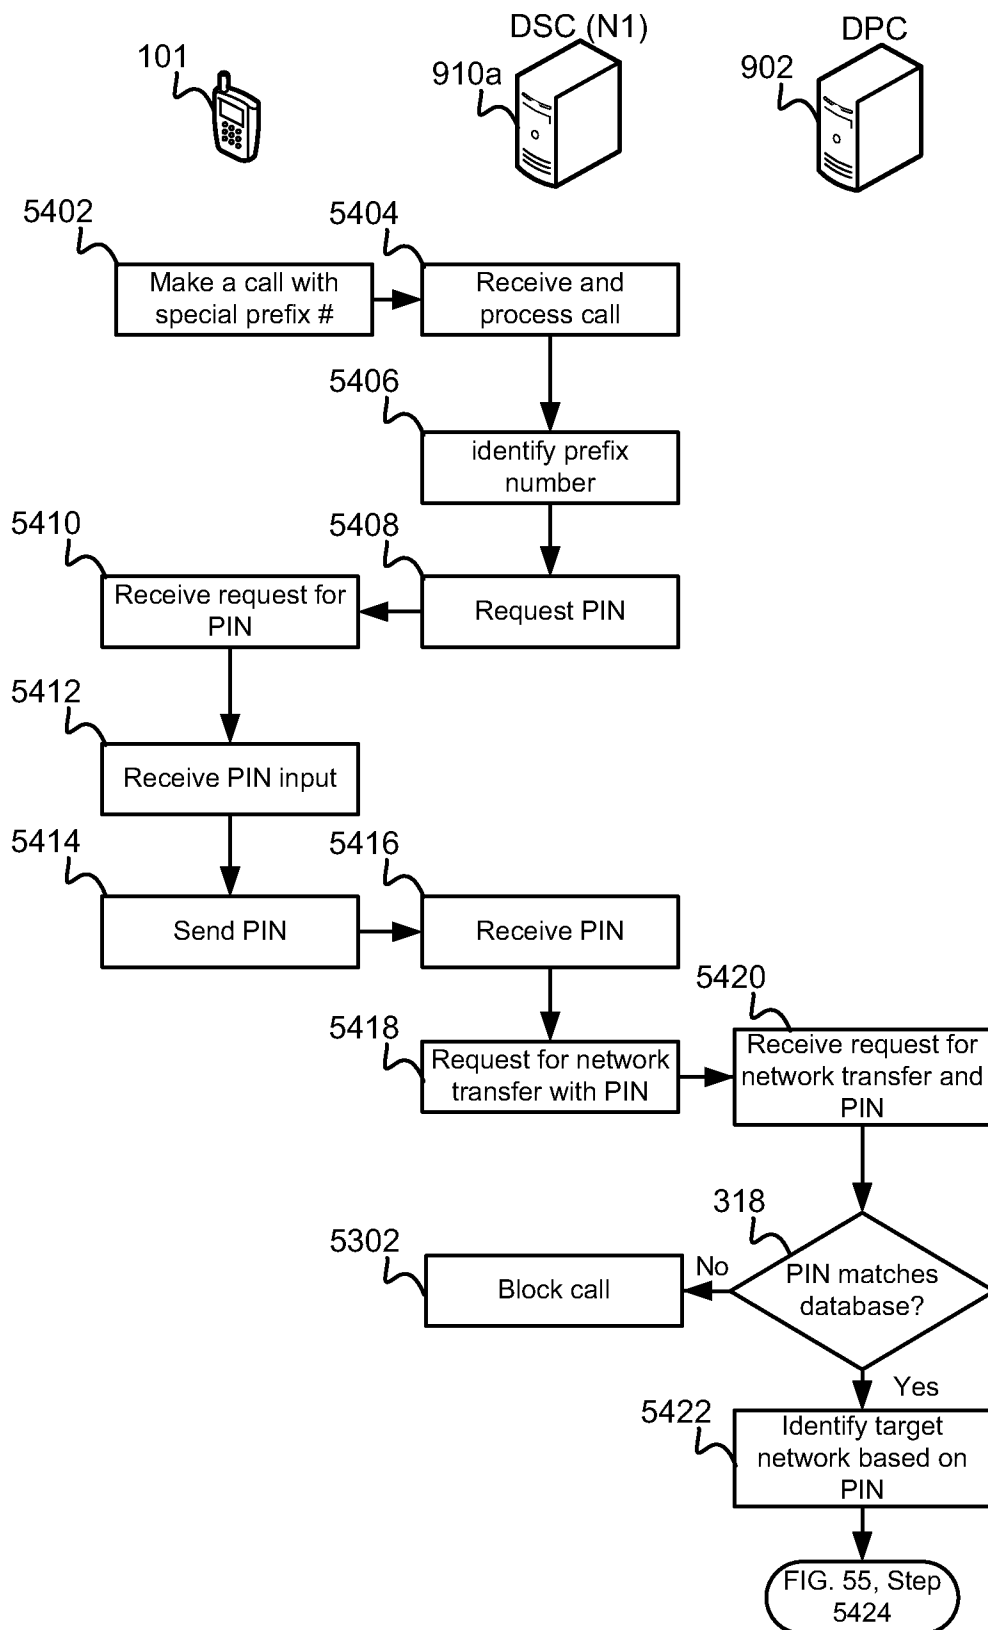 DSC (N1)
DPC
101
910a
902
5402
5404
Make a call with
special prefix #
Receive and
process call
5406
identify prefix
number
5410
5408
Receive request for
PIN
Request PIN
5412
Receive PIN input
5414
5416
Send PIN
Receive PIN
5420
5418
Request for network
transfer with PIN
Receive request for
network transfer and
PIN
318
5302
No
Block call
PIN matches
database?
Yes
5422
Identify target
network based on
PIN
FIG. 55, Step
5424